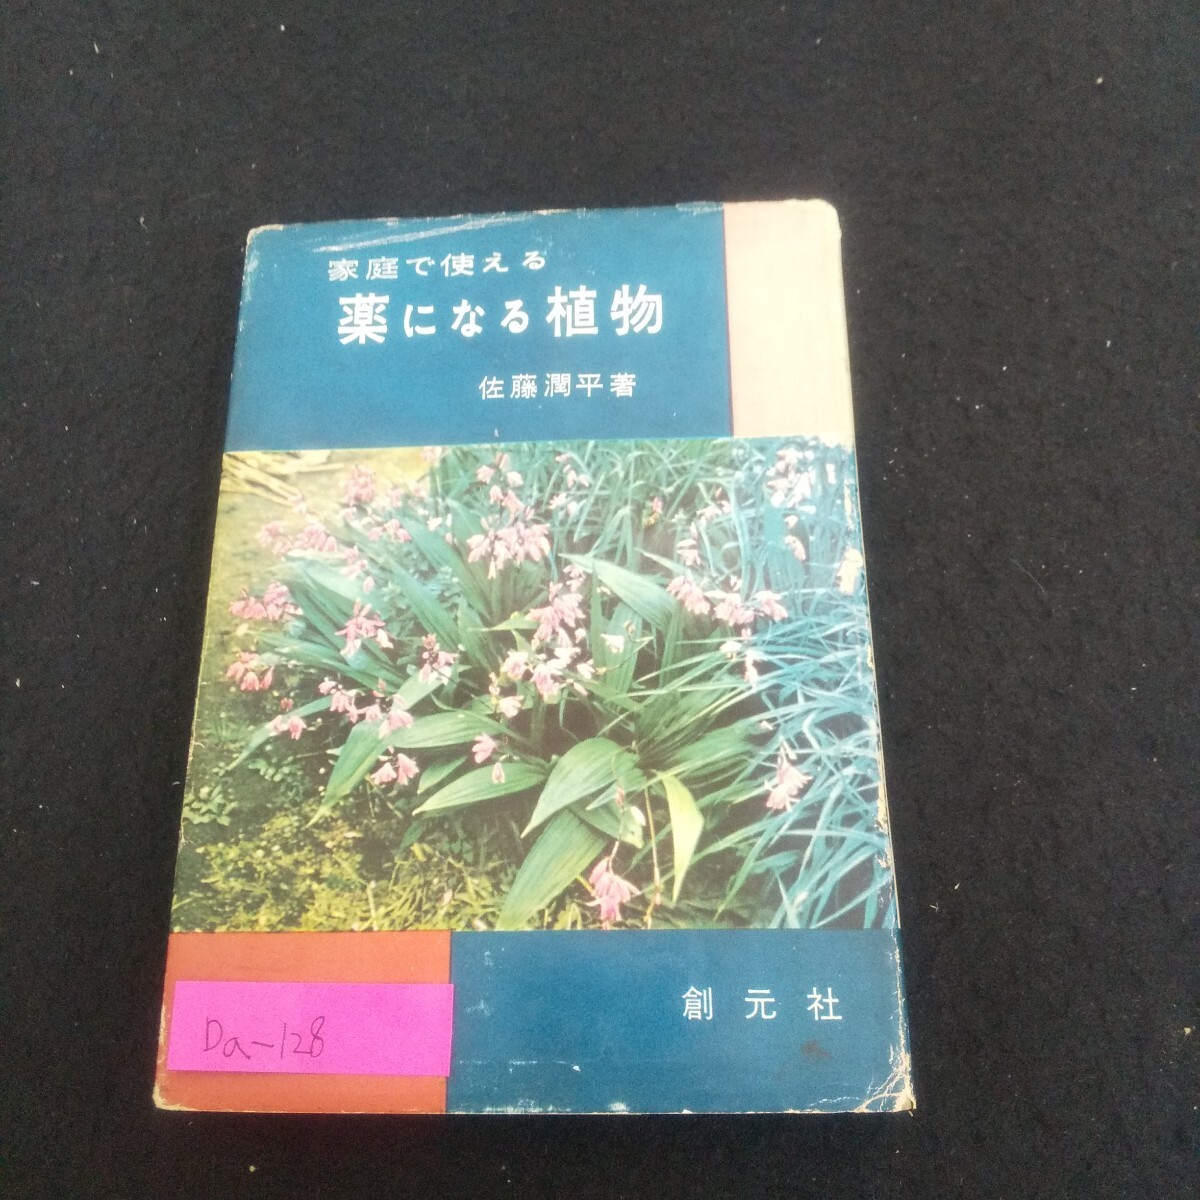 家庭で使える
薬になる植物
佐藤潤平著
創元社
Da-128